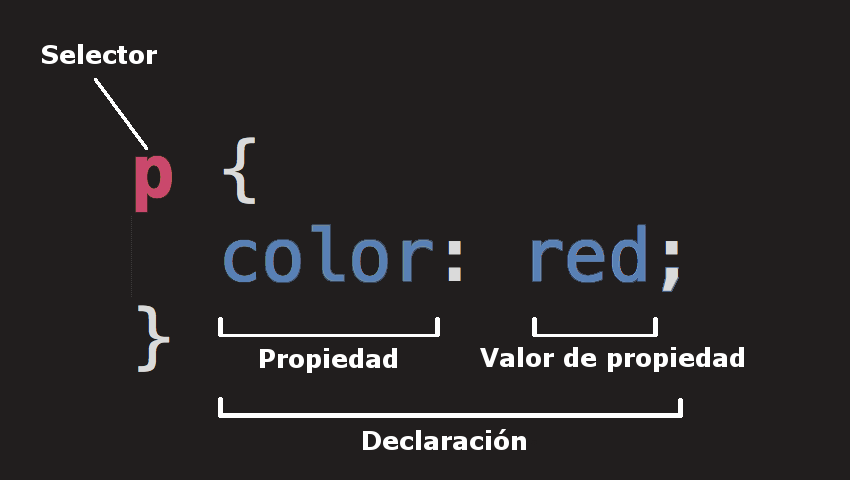 Selector
p {
color: red;
}
Propiedad
Valor de propiedad
Declaración